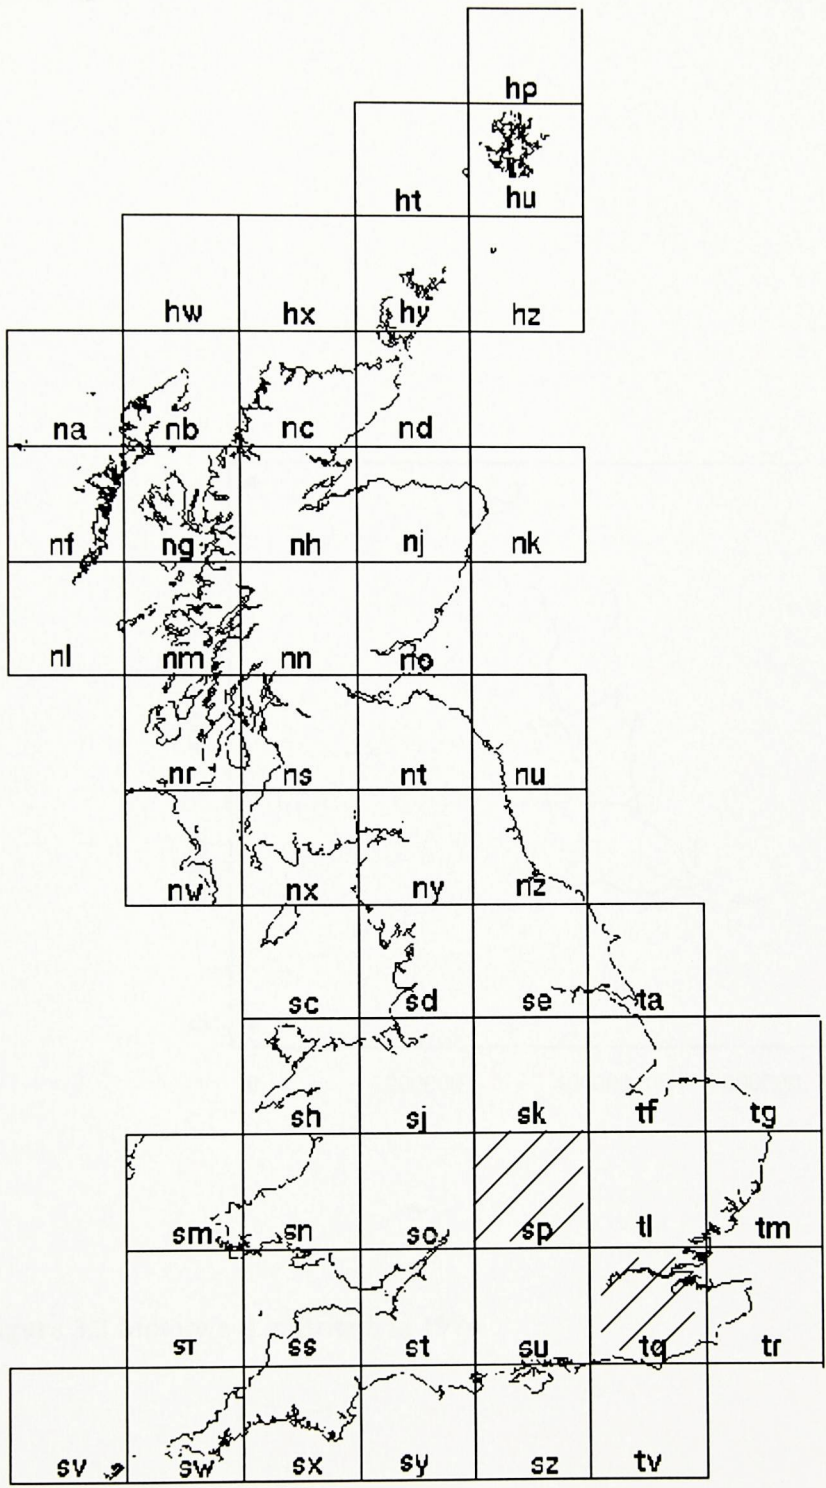 hp
ht hu
hw hx hy hz
na nb nc nd
nf ng nh nj nk
nl nm nn no
nr ns nt nu
nw nx ny nz
sc sd se ta
sh sj sk tf tg
sm sn so sp tl tm
sr ss st su tq tr
sv sw sx sy sz tv